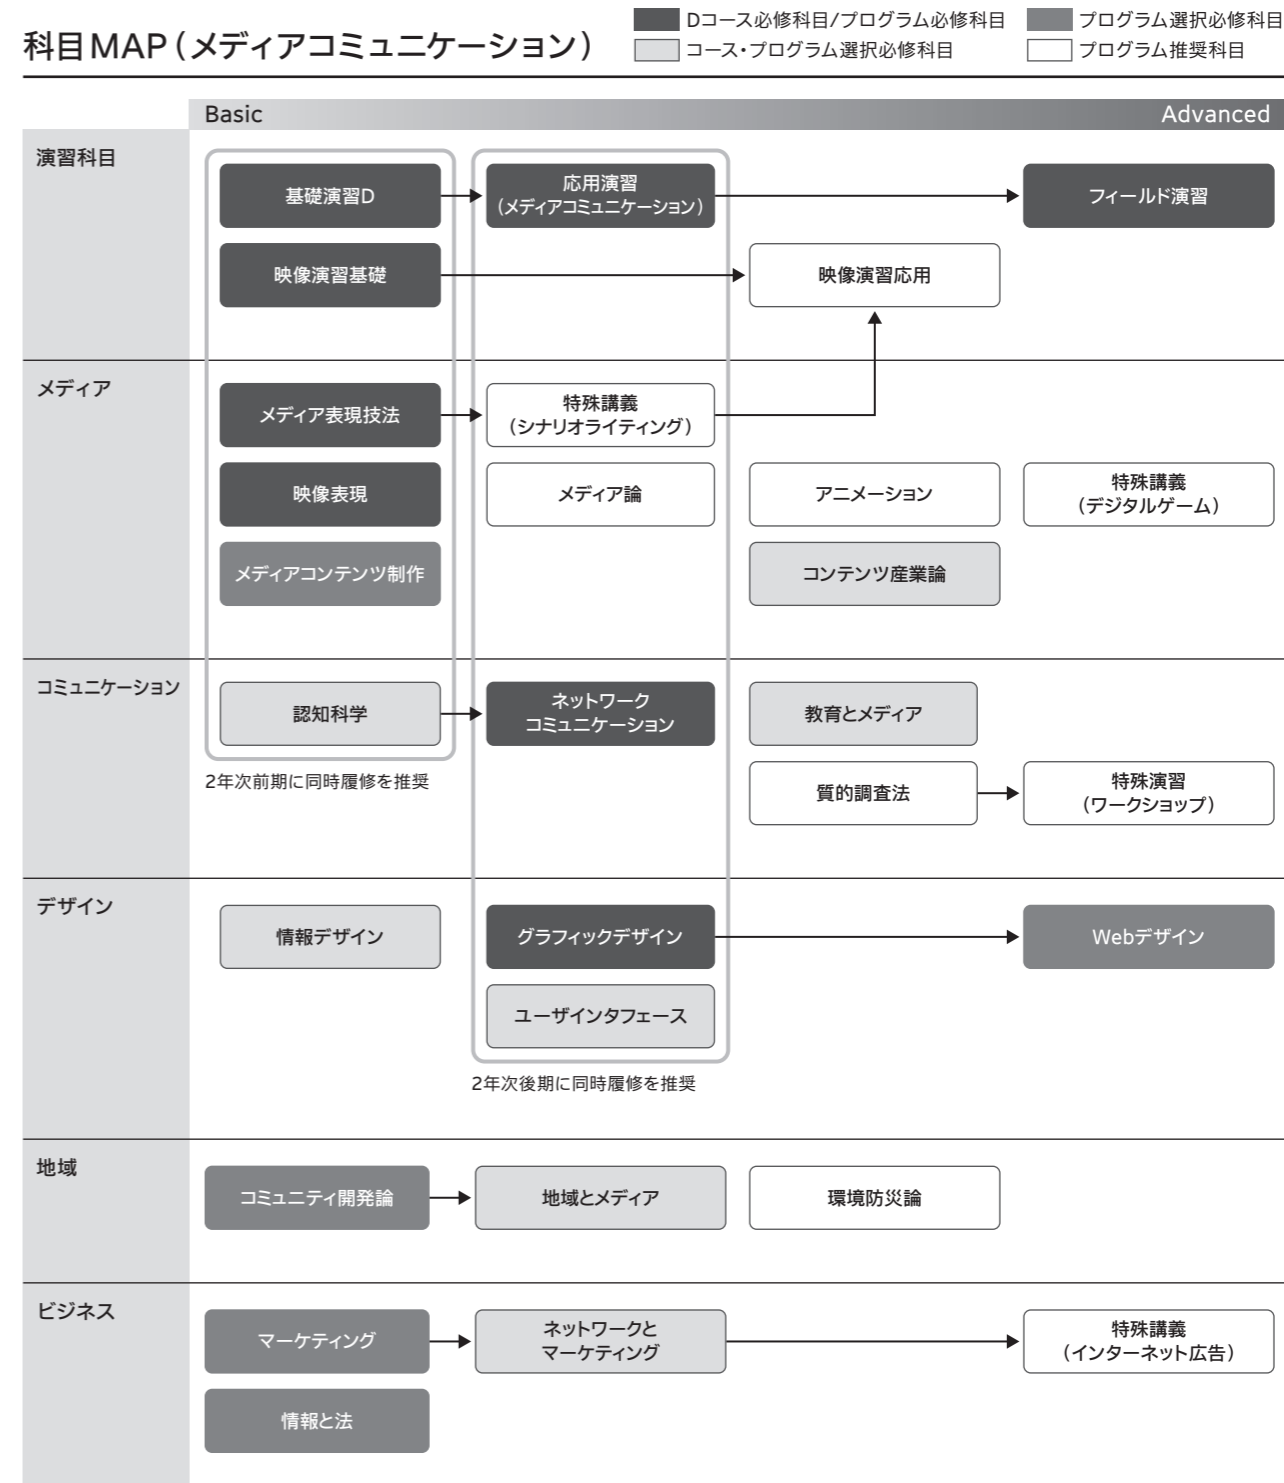 科目MAP(メディアコミュニケーション)
Dコース必修科目/プログラム必修科目
プログラム選択必修科目
コース・プログラム選択必修科目
プログラム推奨科目
Basic
Advanced
演習科目
基礎演習D
応用演習
(メディアコミュニケーション)
フィールド演習
映像演習基礎
映像演習応用
メディア
メディア表現技法
特殊講義
(シナリオライティング)
映像表現
メディア論
アニメーション
特殊講義
(デジタルゲーム)
メディアコンテンツ制作
コンテンツ産業論
コミュニケーション
認知科学
ネットワーク
コミュニケーション
教育とメディア
2年次前期に同時履修を推奨
質的調査法
特殊演習
(ワークショップ)
デザイン
情報デザイン
グラフィックデザイン
Webデザイン
ユーザインタフェース
2年次後期に同時履修を推奨
地域
コミュニティ開発論
地域とメディア
環境防災論
ビジネス
マーケティング
ネットワークと
マーケティング
特殊講義
(インターネット広告)
情報と法